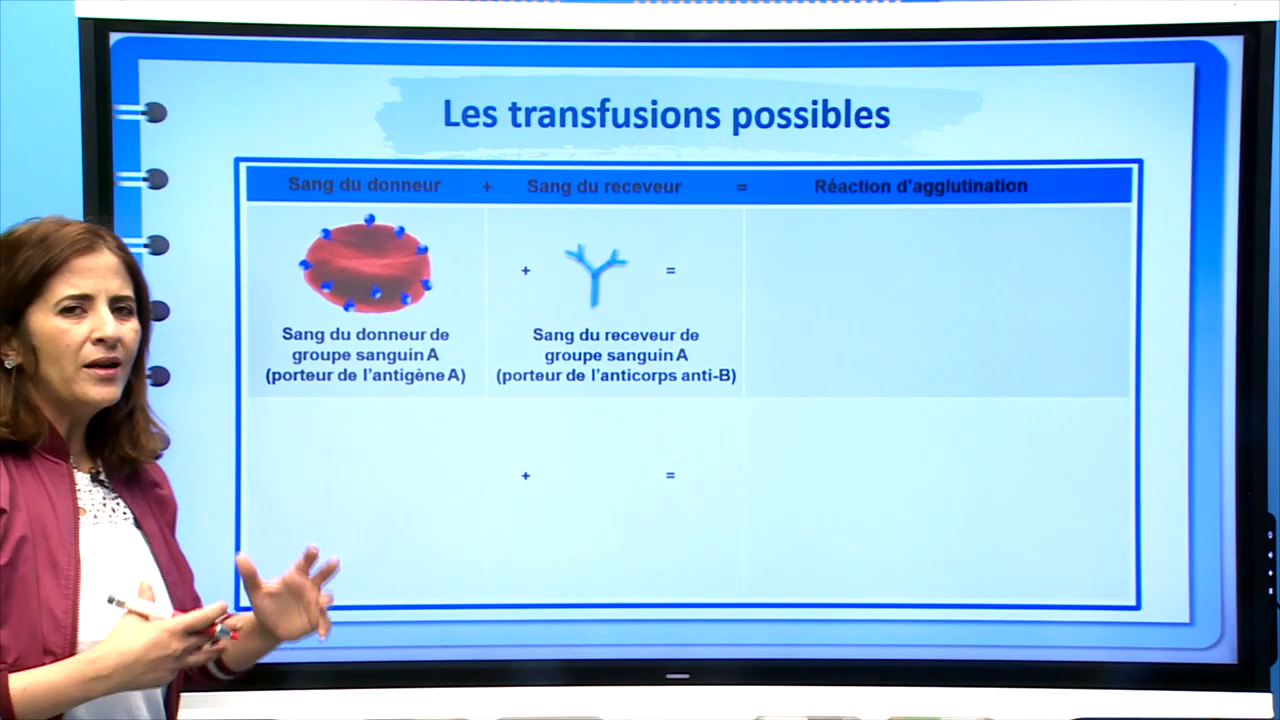 Les transfusions possibles
Sang du donneur + Sang du receveur = Réaction d'agglutination
+ =
Sang du donneur de
groupe sanguin A
(porteur de l'antigène A)
Sang du receveur de
groupe sanguin A
(porteur de l'anticorps anti-B)
+ =